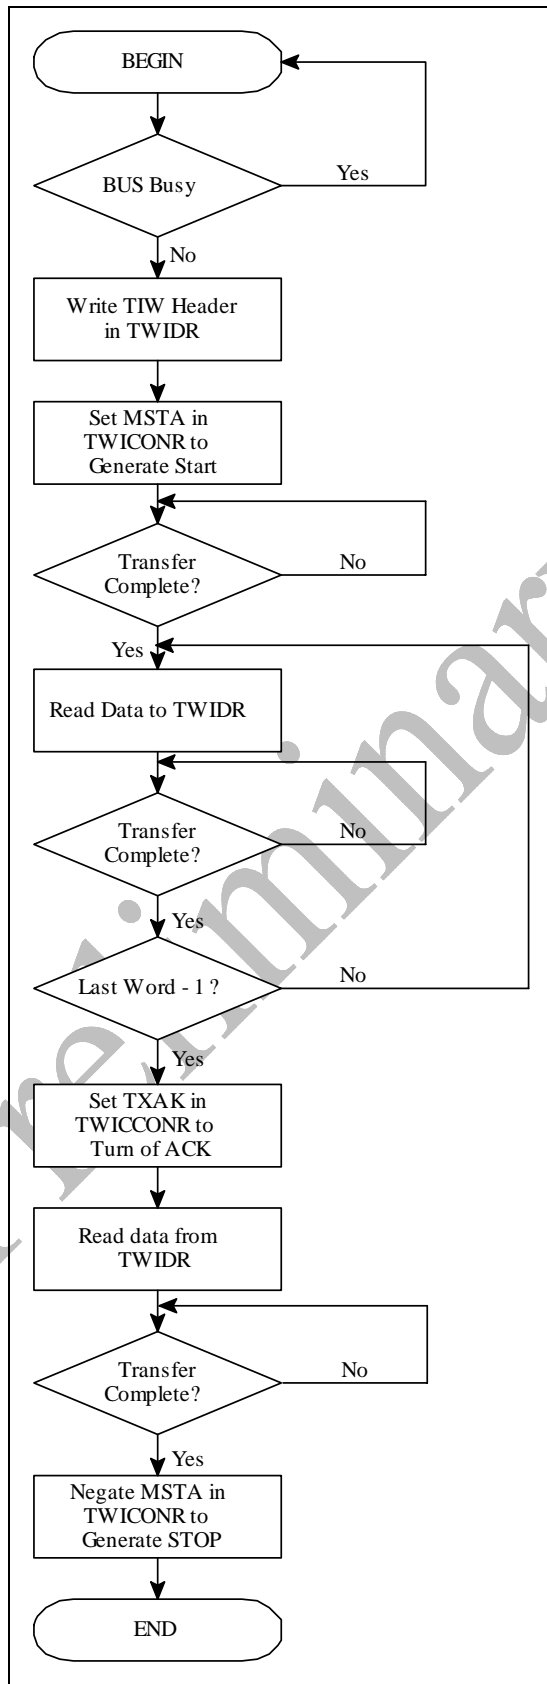 BEGIN
BUS Busy
Yes
No
Write TIW Header
in TWIDR
Set MSTA in
TWICONR to
Generate Start
Transfer
Complete?
No
Yes
Read Data to TWIDR
Transfer
Complete?
No
Yes
Last Word - 1 ?
No
Yes
Set TXAK in
TWICCONR to
Turn of ACK
Read data from
TWIDR
Transfer
Complete?
No
Yes
Negate MSTA in
TWICONR to
Generate STOP
END
Preliminar